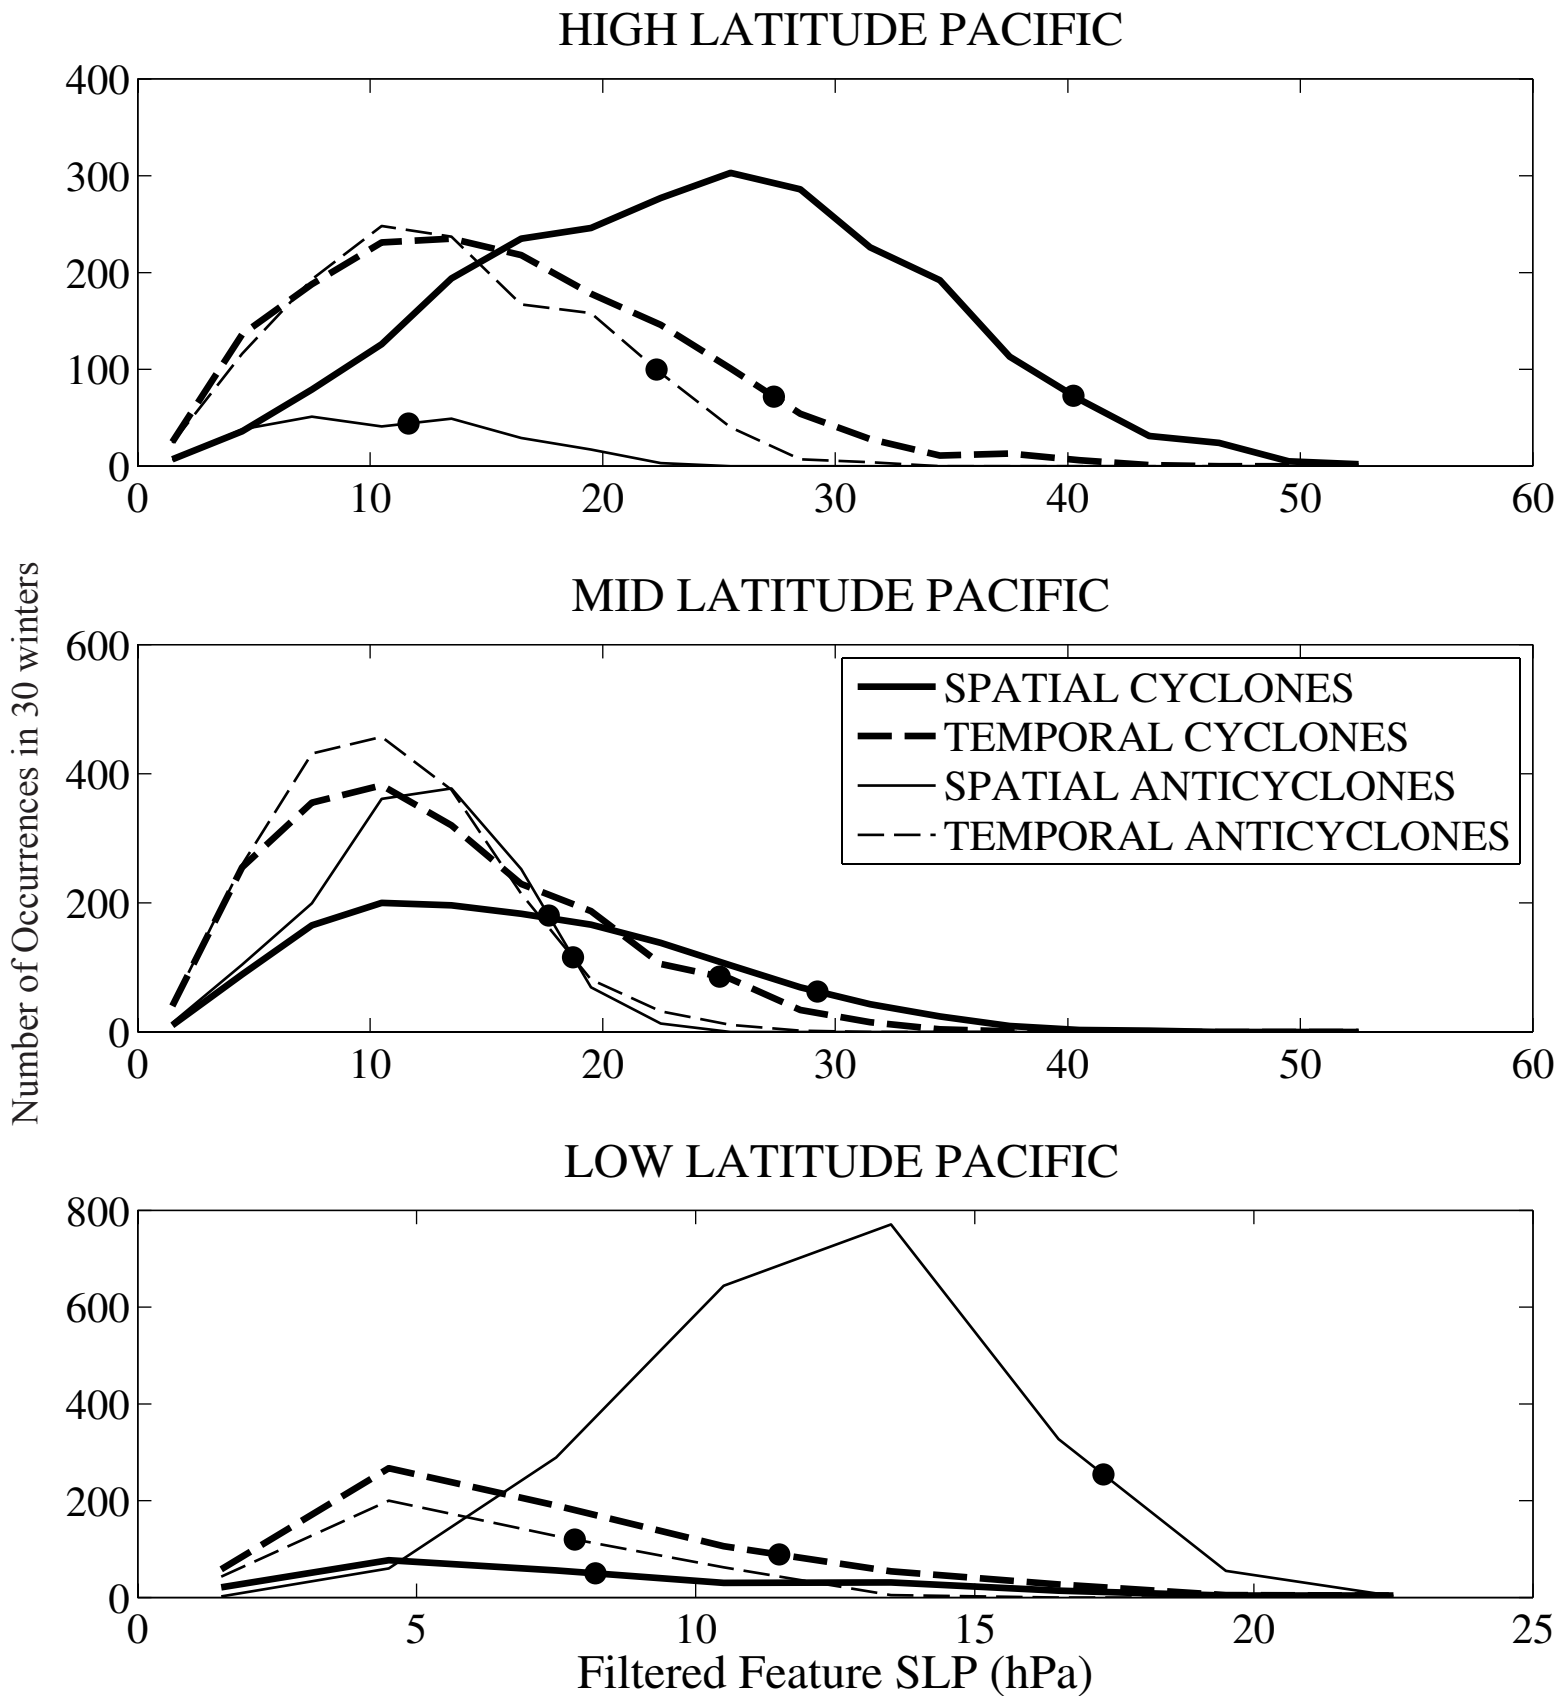 HIGH LATITUDE PACIFIC
400
300
200
100
0
0 10 20 30 40 50 60
Number of Occurrences in 30 winters
MID LATITUDE PACIFIC
600
400
200
0
SPATIAL CYCLONES
TEMPORAL CYCLONES
SPATIAL ANTICYCLONES
TEMPORAL ANTICYCLONES
0 10 20 30 40 50 60
LOW LATITUDE PACIFIC
800
600
400
200
0
0 5 10 15 20 25
Filtered Feature SLP (hPa)